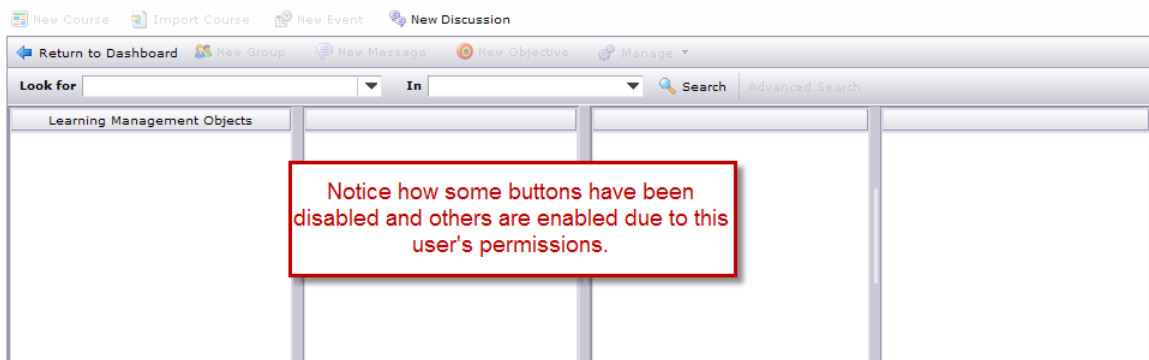 New Course Import Course New Event New Discussion
Return to Dashboard New Group New Message New Objective Manage
Look for In Search Advanced Search
Learning Management Objects
Notice how some buttons have been
disabled and others are enabled due to this
user's permissions.